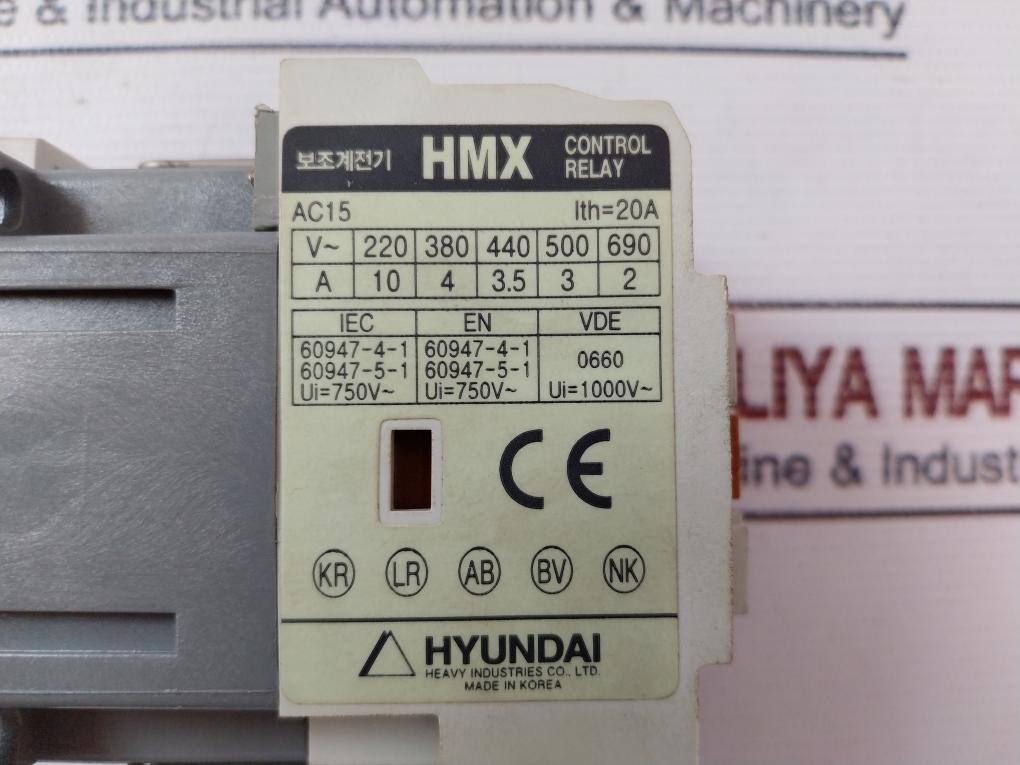 & Industrial Automation & Machinery
보조계전기 HMX CONTROL RELAY
AC15 Ith=20A
V~ 220 380 440 500 690
A 10 4 3.5 3 2
IEC EN VDE
60947-4-1 60947-4-1 0660
60947-5-1 60947-5-1
Ui=750V~ Ui=750V~ Ui=1000V~
CE
KR LR AB BV NK
HYUNDAI
HEAVY INDUSTRIES CO., LTD.
MADE IN KOREA
LIYA MAR
ine & Indust